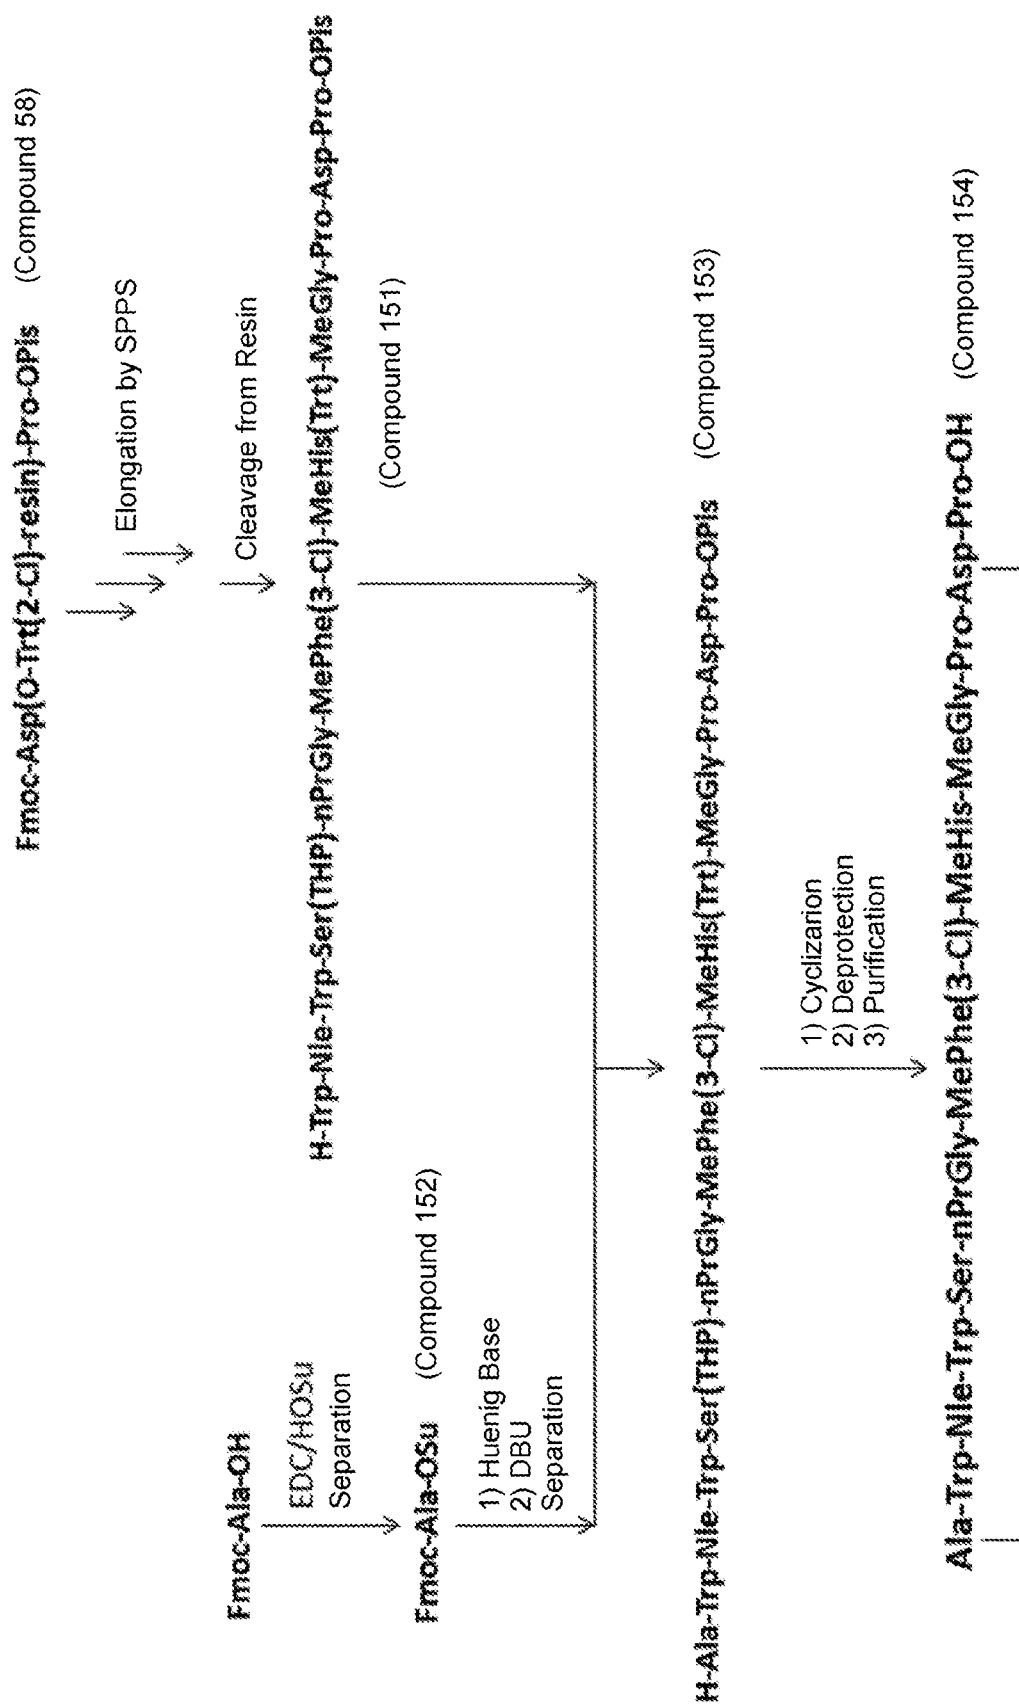 Fmoc-Asp(O-Trt(2-Cl)-resin)-Pro-OPis (Compound 58)
Elongation by SPPS
Cleavage from Resin
H-Trp-Nle-Trp-Ser(THP)-nPrGly-MePhe(3-Cl)-MeHis(Trt)-MeGly-Pro-Asp-Pro-OPis
(Compound 151)
Fmoc-Ala-OH
EDC/HOSu
Separation
Fmoc-Ala-OSu (Compound 152)
1) Huenig Base
2) DBU
Separation
H-Ala-Trp-Nle-Trp-Ser(THP)-nPrGly-MePhe(3-Cl)-MeHis(Trt)-MeGly-Pro-Asp-Pro-OPis (Compound 153)
1) Cyclizarion
2) Deprotection
3) Purification
Ala-Trp-Nle-Trp-Ser-nPrGly-MePhe(3-Cl)-MeHis-MeGly-Pro-Asp-Pro-OH (Compound 154)